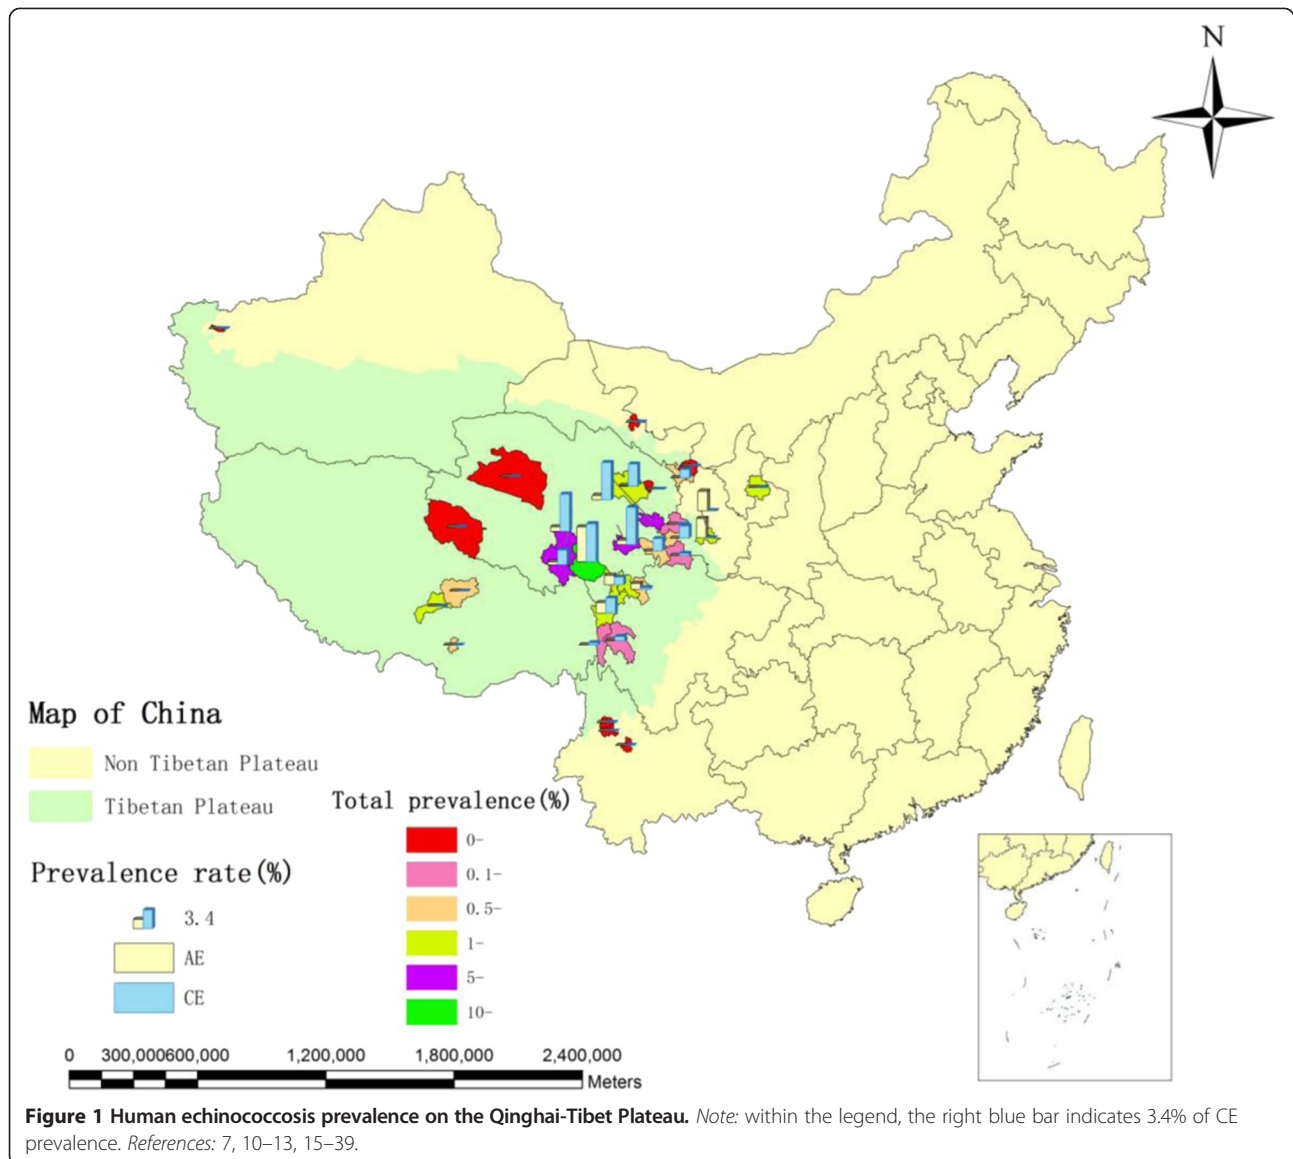 N
Map of China
Non Tibetan Plateau
Tibetan Plateau
Prevalence rate(%)
3.4
AE
CE
Total prevalence(%)
0-
0.1-
0.5-
1-
5-
10-
0 300,000600,000 1,200,000 1,800,000 2,400,000
Meters
Figure 1 Human echinococcosis prevalence on the Qinghai-Tibet Plateau. Note: within the legend, the right blue bar indicates 3.4% of CE
prevalence. References: 7, 10–13, 15–39.